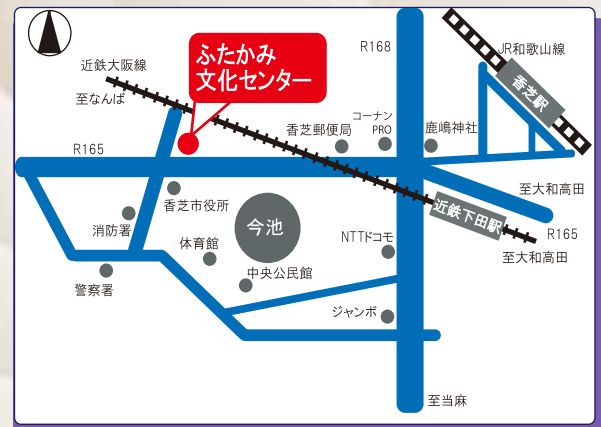 R168
JR和歌山線
香芝駅
ふたかみ
文化センター
近鉄大阪線
至なんば
コーナン
PRO
香芝郵便局
鹿嶋神社
R165
至大和高田
香芝市役所
近鉄下田駅
消防署
今池
体育館
NTTドコモ
R165
至大和高田
中央公民館
警察署
ジャンボ
至当麻